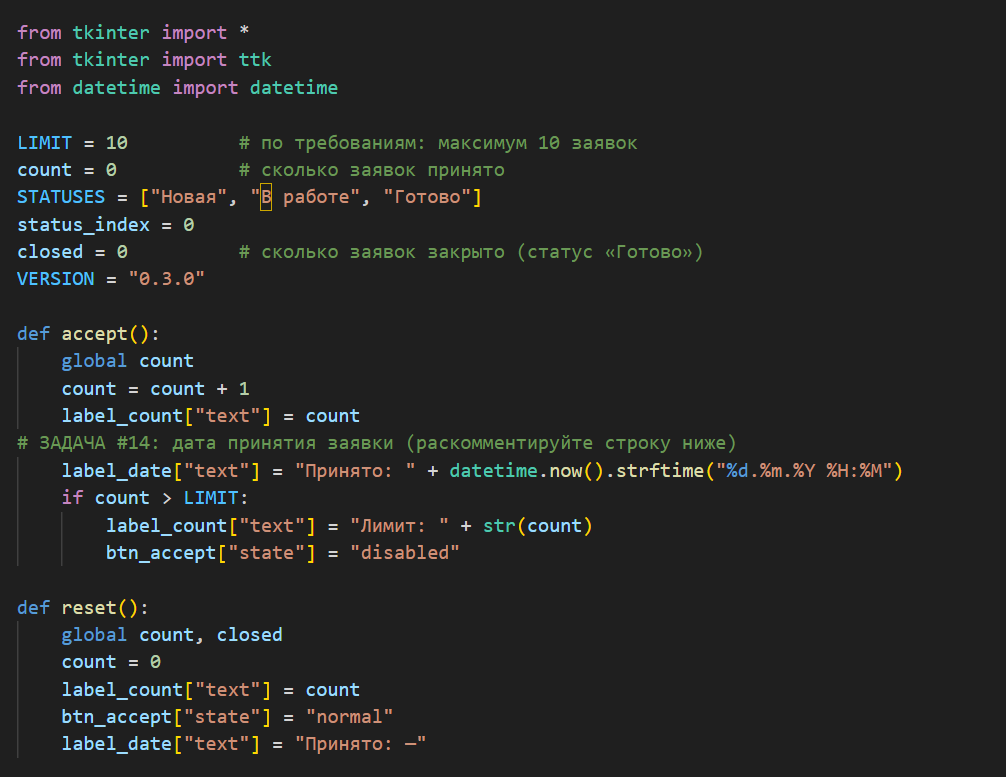 from tkinter import *
from tkinter import ttk
from datetime import datetime

LIMIT = 10          # по требованиям: максимум 10 заявок
count = 0           # сколько заявок принято
STATUSES = ["Новая", "В работе", "Готово"]
status_index = 0
closed = 0          # сколько заявок закрыто (статус «Готово»)
VERSION = "0.3.0"

def accept():
    global count
    count = count + 1
    label_count["text"] = count
# ЗАДАЧА #14: дата принятия заявки (раскомментируйте строку ниже)
    label_date["text"] = "Принято: " + datetime.now().strftime("%d.%m.%Y %H:%M")
    if count > LIMIT:
        label_count["text"] = "Лимит: " + str(count)
        btn_accept["state"] = "disabled"

def reset():
    global count, closed
    count = 0
    label_count["text"] = count
    btn_accept["state"] = "normal"
    label_date["text"] = "Принято: —"